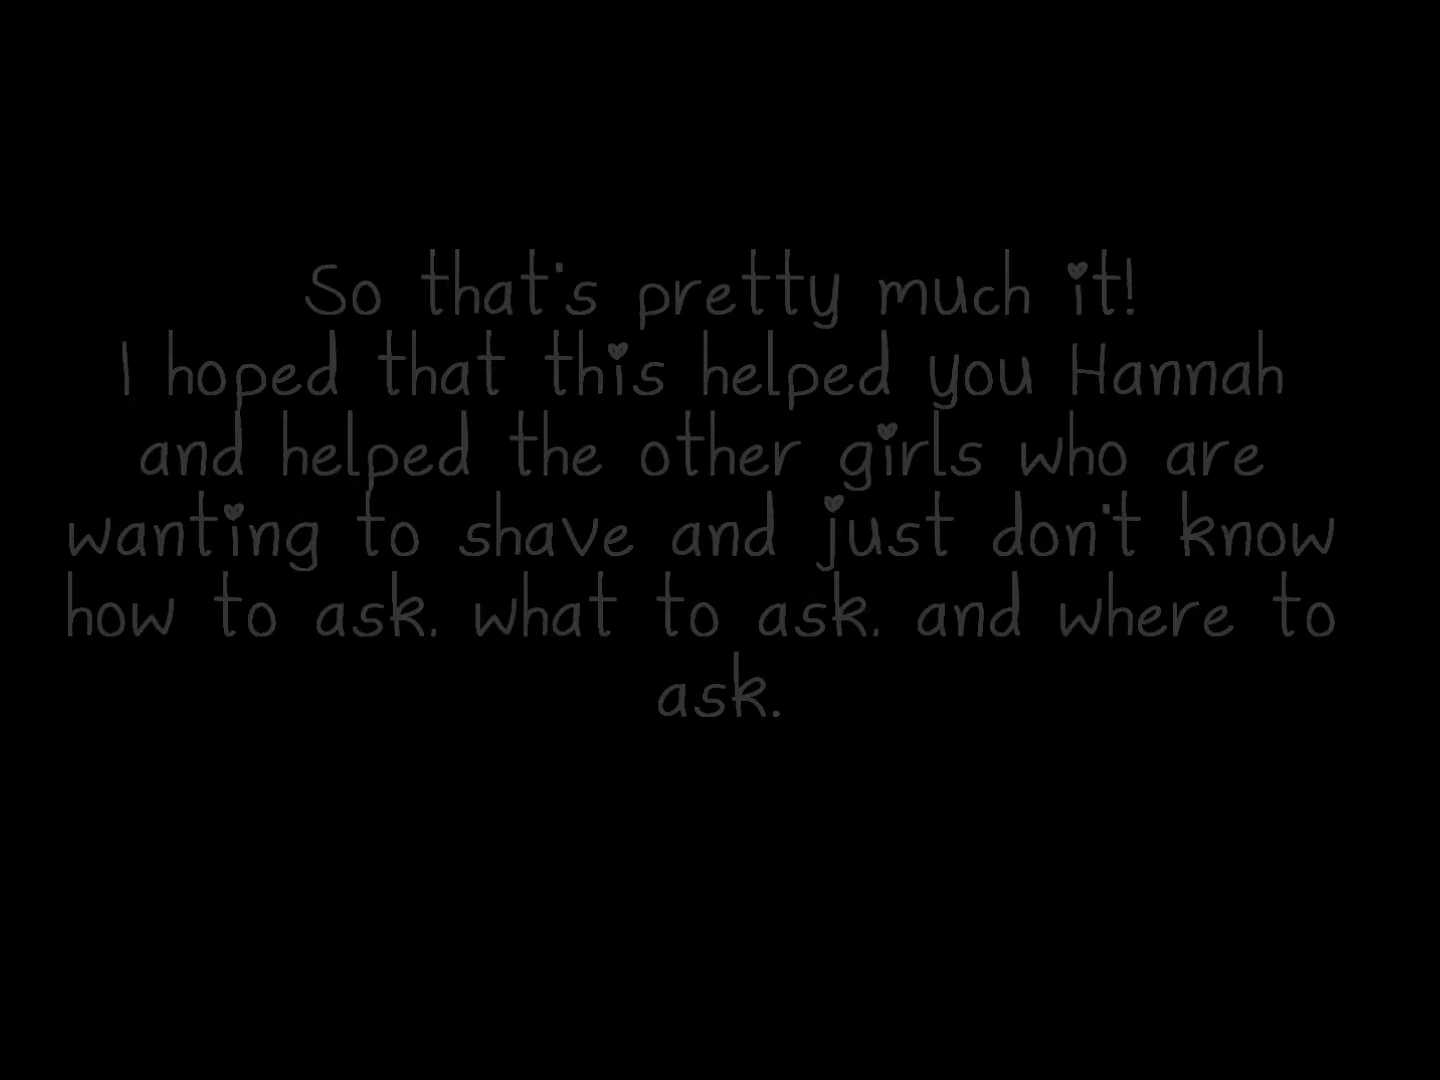 So that's pretty much it!
I hoped that this helped you Hannah
and helped the other girls who are
wanting to shave and just don't know
how to ask, what to ask, and where to
ask.